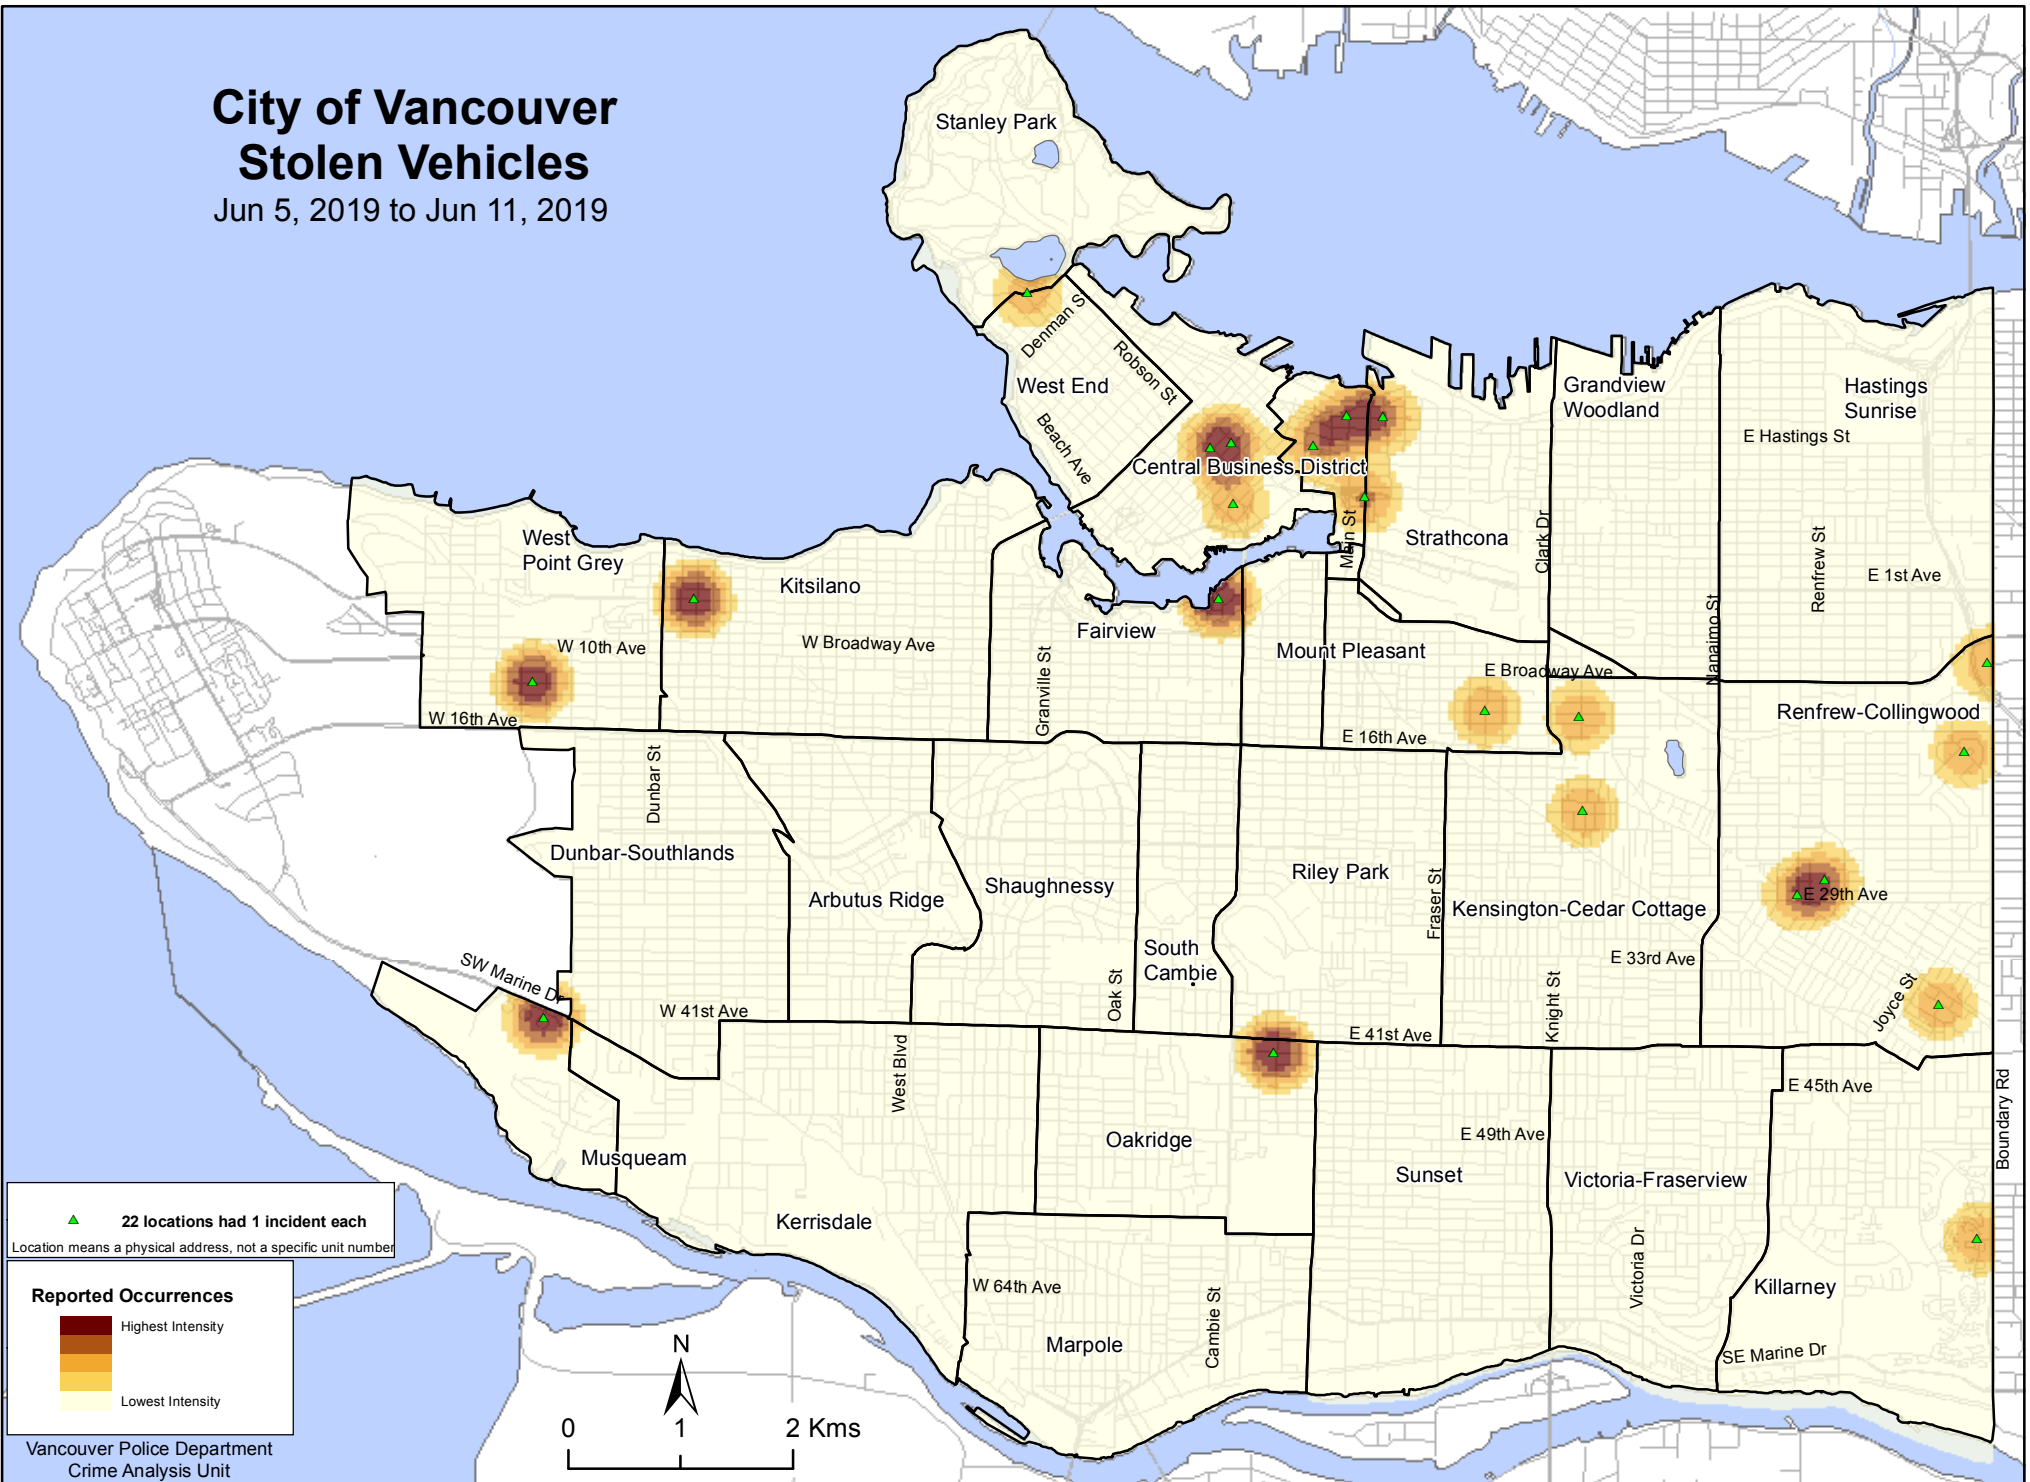 City of Vancouver
Stolen Vehicles
Jun 5, 2019 to Jun 11, 2019
Stanley Park
Denman S
Robson St
West End
Beach Ave
Central Business District
Grandview
Woodland
Hastings
Sunrise
E Hastings St
West
Point Grey
Kitsilano
Main St
Strathcona
Clark Dr
Renfrew St
E 1st Ave
Nanaimo St
W 10th Ave
W Broadway Ave
Fairview
Granville St
Mount Pleasant
E Broadway Ave
W 16th Ave
E 16th Ave
Renfrew-Collingwood
Dunbar St
Dunbar-Southlands
Arbutus Ridge
Shaughnessy
Riley Park
Fraser St
Kensington-Cedar Cottage
E 29th Ave
South
Cambie
E 33rd Ave
SW Marine Dr
W 41st Ave
Oak St
E 41st Ave
Knight St
Joyce St
West Blvd
E 45th Ave
Boundary Rd
Oakridge
E 49th Ave
Musqueam
Sunset
Victoria-Fraserview
Kerrisdale
Victoria Dr
W 64th Ave
Cambie St
Killarney
Marpole
SE Marine Dr
22 locations had 1 incident each
Location means a physical address, not a specific unit number
Reported Occurrences
Highest Intensity
Lowest Intensity
Vancouver Police Department
Crime Analysis Unit
N
0 1 2 Kms